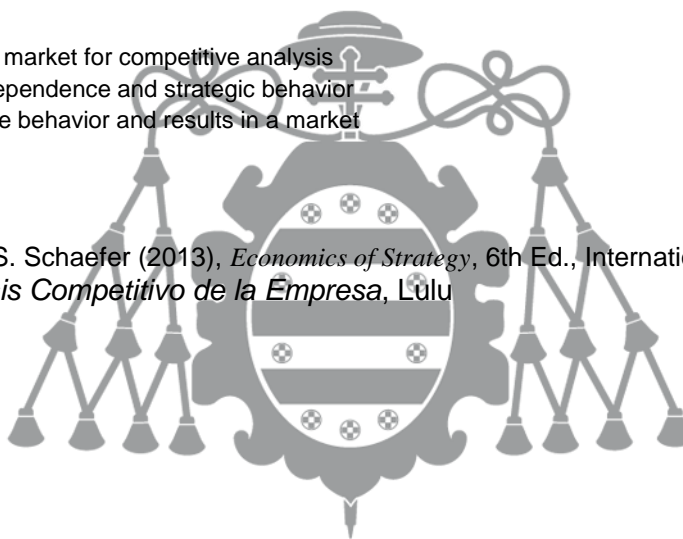 market for competitive analysis
ependence and strategic behavior
e behavior and results in a market
S. Schaefer (2013), Economics of Strategy, 6th Ed., Internatio
is Competitivo de la Empresa, Lulu